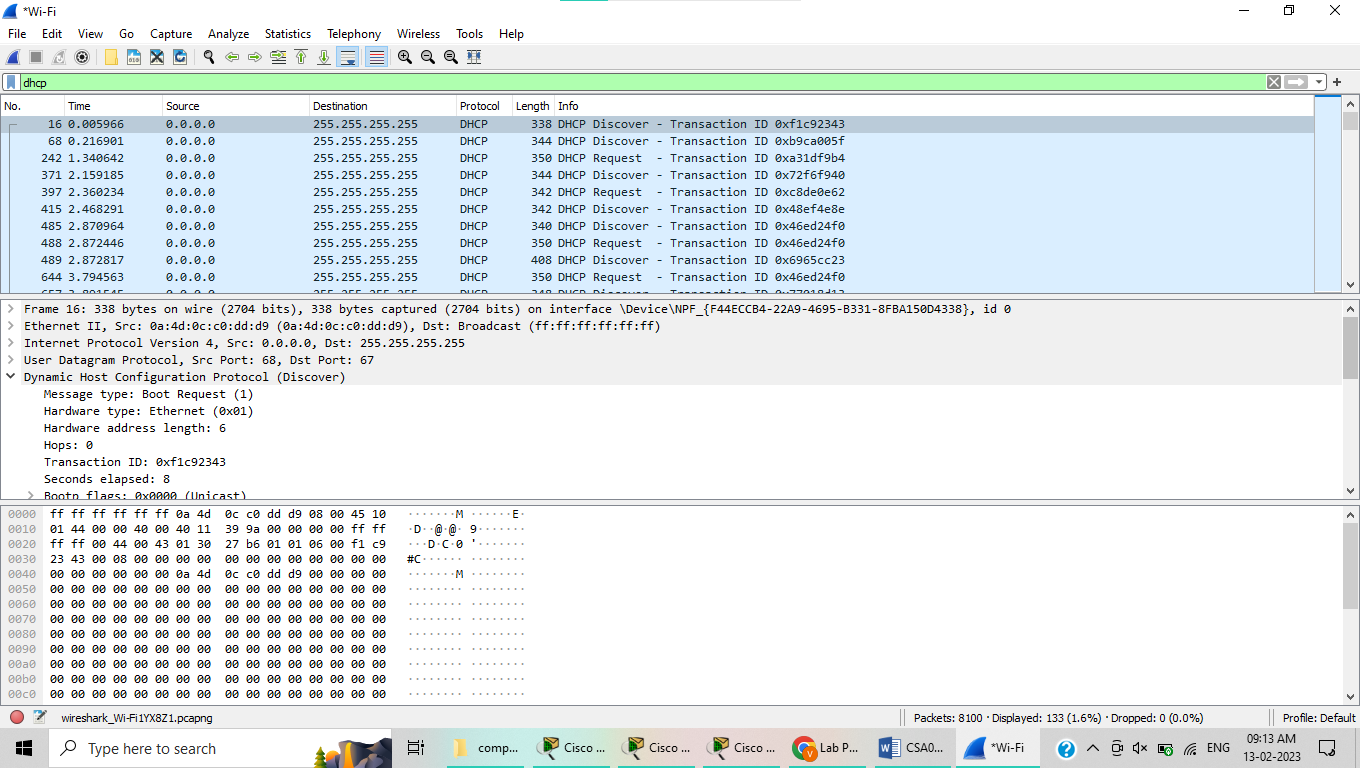 *Wi-Fi
File Edit View Go Capture Analyze Statistics Telephony Wireless Tools Help
dhcp
No. Time Source Destination Protocol Length Info
16 0.005966 0.0.0.0 255.255.255.255 DHCP 338 DHCP Discover - Transaction ID 0xf1c92343
68 0.216901 0.0.0.0 255.255.255.255 DHCP 344 DHCP Discover - Transaction ID 0xb9ca005f
242 1.340642 0.0.0.0 255.255.255.255 DHCP 350 DHCP Request - Transaction ID 0xa31df9b4
371 2.159185 0.0.0.0 255.255.255.255 DHCP 344 DHCP Discover - Transaction ID 0x72f6f940
397 2.360234 0.0.0.0 255.255.255.255 DHCP 342 DHCP Request - Transaction ID 0xc8de0e62
415 2.468291 0.0.0.0 255.255.255.255 DHCP 342 DHCP Discover - Transaction ID 0x48ef4e8e
485 2.870964 0.0.0.0 255.255.255.255 DHCP 340 DHCP Discover - Transaction ID 0x46ed24f0
488 2.872446 0.0.0.0 255.255.255.255 DHCP 350 DHCP Request - Transaction ID 0x46ed24f0
489 2.872817 0.0.0.0 255.255.255.255 DHCP 408 DHCP Discover - Transaction ID 0x6965cc23
644 3.794563 0.0.0.0 255.255.255.255 DHCP 350 DHCP Request - Transaction ID 0x46ed24f0
Frame 16: 338 bytes on wire (2704 bits), 338 bytes captured (2704 bits) on interface \Device\NPF_{F44ECCB4-22A9-4695-B331-8FBA150D4338}, id 0
Ethernet II, Src: 0a:4d:0c:c0:dd:d9 (0a:4d:0c:c0:dd:d9), Dst: Broadcast (ff:ff:ff:ff:ff:ff)
Internet Protocol Version 4, Src: 0.0.0.0, Dst: 255.255.255.255
User Datagram Protocol, Src Port: 68, Dst Port: 67
Dynamic Host Configuration Protocol (Discover)
Message type: Boot Request (1)
Hardware type: Ethernet (0x01)
Hardware address length: 6
Hops: 0
Transaction ID: 0xf1c92343
Seconds elapsed: 8
Bootp flags: 0x0000 (Unicast)
0000 ff ff ff ff ff ff 0a 4d 0c c0 dd d9 08 00 45 10 ·······M ······E·
0010 01 44 00 00 40 00 40 11 39 9a 00 00 00 00 ff ff ·D··@·@· 9·······
0020 ff ff 00 44 00 43 01 30 27 b6 01 01 06 00 f1 c9 ···D·C·0 '·······
0030 23 43 00 08 00 00 00 00 00 00 00 00 00 00 00 00 #C······ ········
0040 00 00 00 00 00 00 0a 4d 0c c0 dd d9 00 00 00 00 ·······M ········
0050 00 00 00 00 00 00 00 00 00 00 00 00 00 00 00 00 ········ ········
0060 00 00 00 00 00 00 00 00 00 00 00 00 00 00 00 00 ········ ········
0070 00 00 00 00 00 00 00 00 00 00 00 00 00 00 00 00 ········ ········
0080 00 00 00 00 00 00 00 00 00 00 00 00 00 00 00 00 ········ ········
0090 00 00 00 00 00 00 00 00 00 00 00 00 00 00 00 00 ········ ········
00a0 00 00 00 00 00 00 00 00 00 00 00 00 00 00 00 00 ········ ········
00b0 00 00 00 00 00 00 00 00 00 00 00 00 00 00 00 00 ········ ········
00c0 00 00 00 00 00 00 00 00 00 00 00 00 00 00 00 00 ········ ········
wireshark_Wi-Fi1YX8Z1.pcapng Packets: 8100 · Displayed: 133 (1.6%) · Dropped: 0 (0.0%) Profile: Default
Type here to search comp... Cisco ... Cisco ... Cisco ... Lab P... CSA0... *Wi-Fi ENG 09:13 AM
13-02-2023